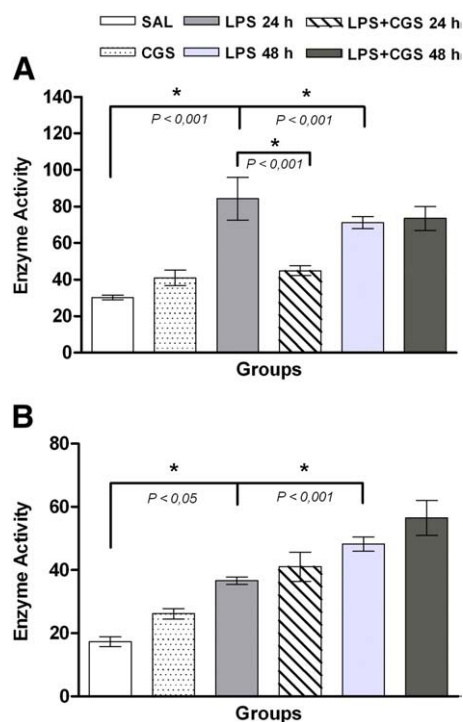 SAL LPS 24 h LPS+CGS 24 h
CGS LPS 48 h LPS+CGS 48 h
A
* *
P < 0,001 P < 0,001
*
P < 0,001
140
120
100
80
60
40
20
0
Enzyme Activity
Groups
B
* *
P < 0,05 P < 0,001
80
60
40
20
0
Enzyme Activity
Groups